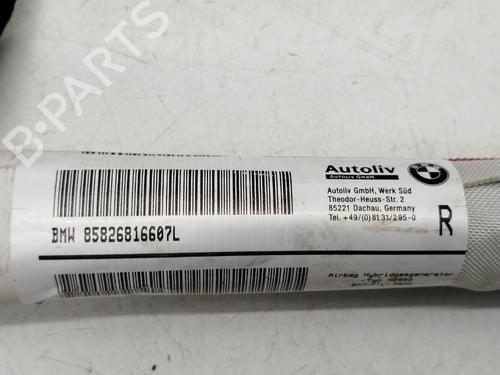 B-PARTS
BMW 85826816607L
Autoliv
AUTOLIV GMBH
BMW
Autoliv GmbH, Werk Süd
Theodor-Heuss-Str. 2
85221 Dachau, Germany
Tel. +49/(0)8131/295-0
R
Airbag Hybridgasgenerator